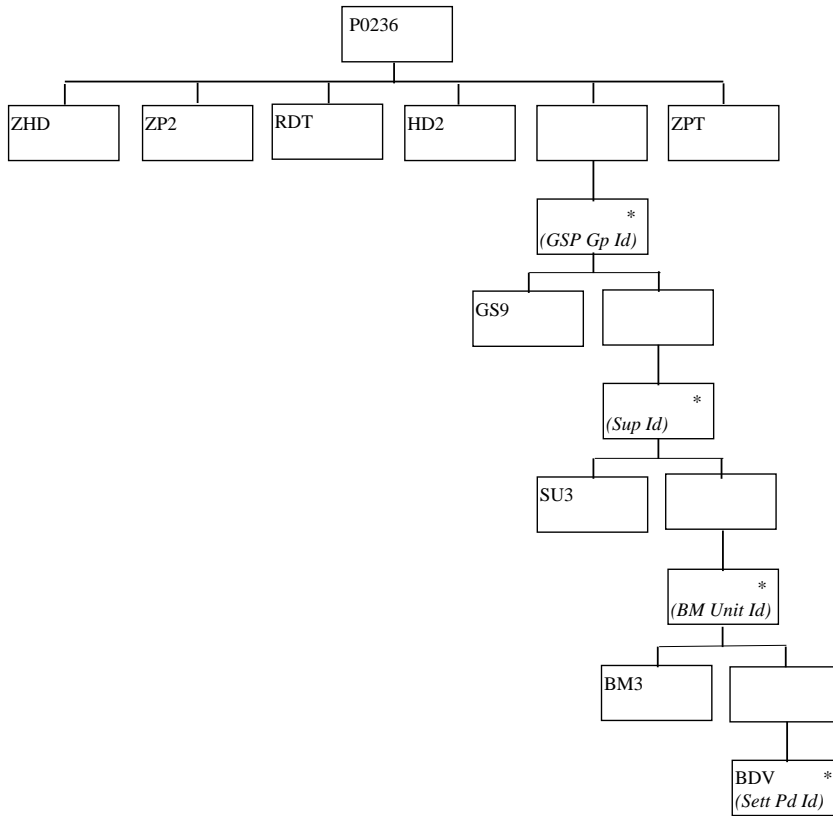 P0236
ZHD
ZP2
RDT
HD2
ZPT
*
(GSP Gp Id)
GS9
*
(Sup Id)
SU3
*
(BM Unit Id)
BM3
BDV *
(Sett Pd Id)